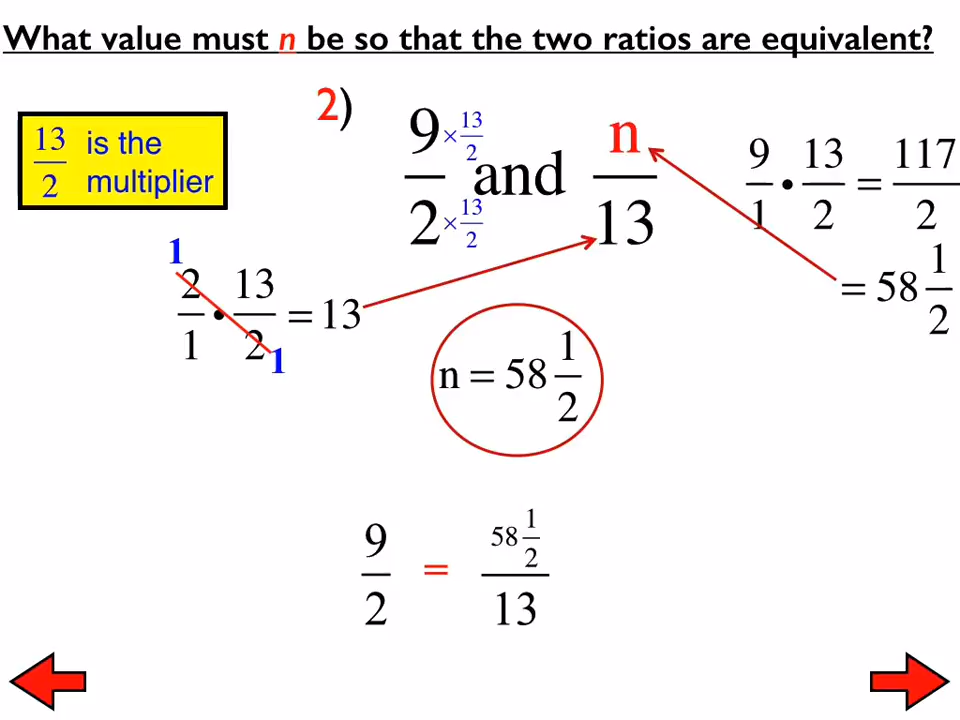 What value must n be so that the two ratios are equivalent?
2)
13/2 is the multiplier
9/2 × 13/2 × 13/2 and n/13
9/1 • 13/2 = 117/2
= 58 1/2
1
2/1 • 13/2 = 13
1
n = 58 1/2
9/2 = 58 1/2 / 13